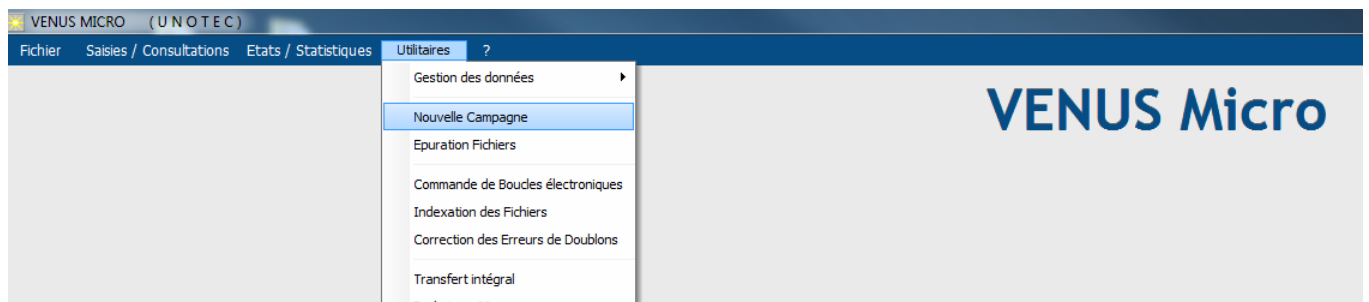 VENUS MICRO (UNOTEC)
Fichier Saisies / Consultations Etats / Statistiques Utilitaires ?
Gestion des données
VENUS Micro
Nouvelle Campagne
Epuration Fichiers
Commande de Boucles électroniques
Indexation des Fichiers
Correction des Erreurs de Doublons
Transfert intégral